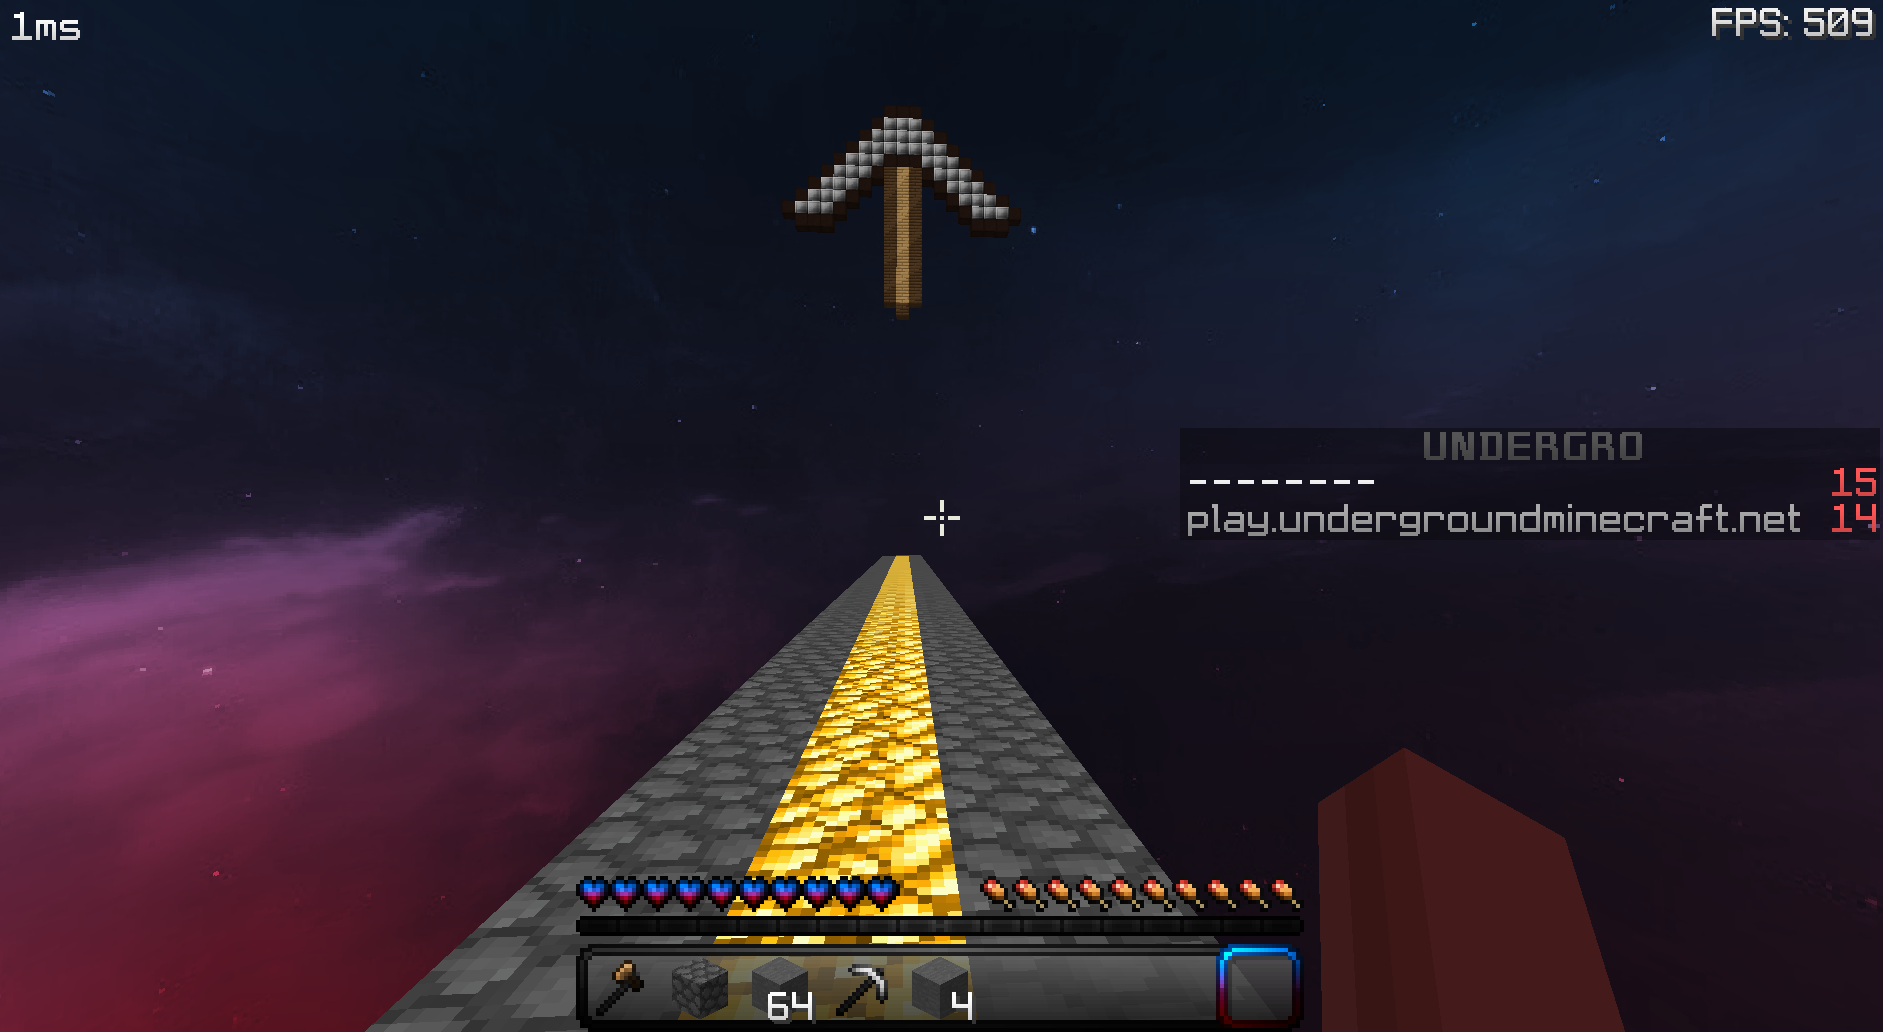 1ms
FPS: 509
UNDERGRO
-------- 15
play.undergroundminecraft.net 14
64
4